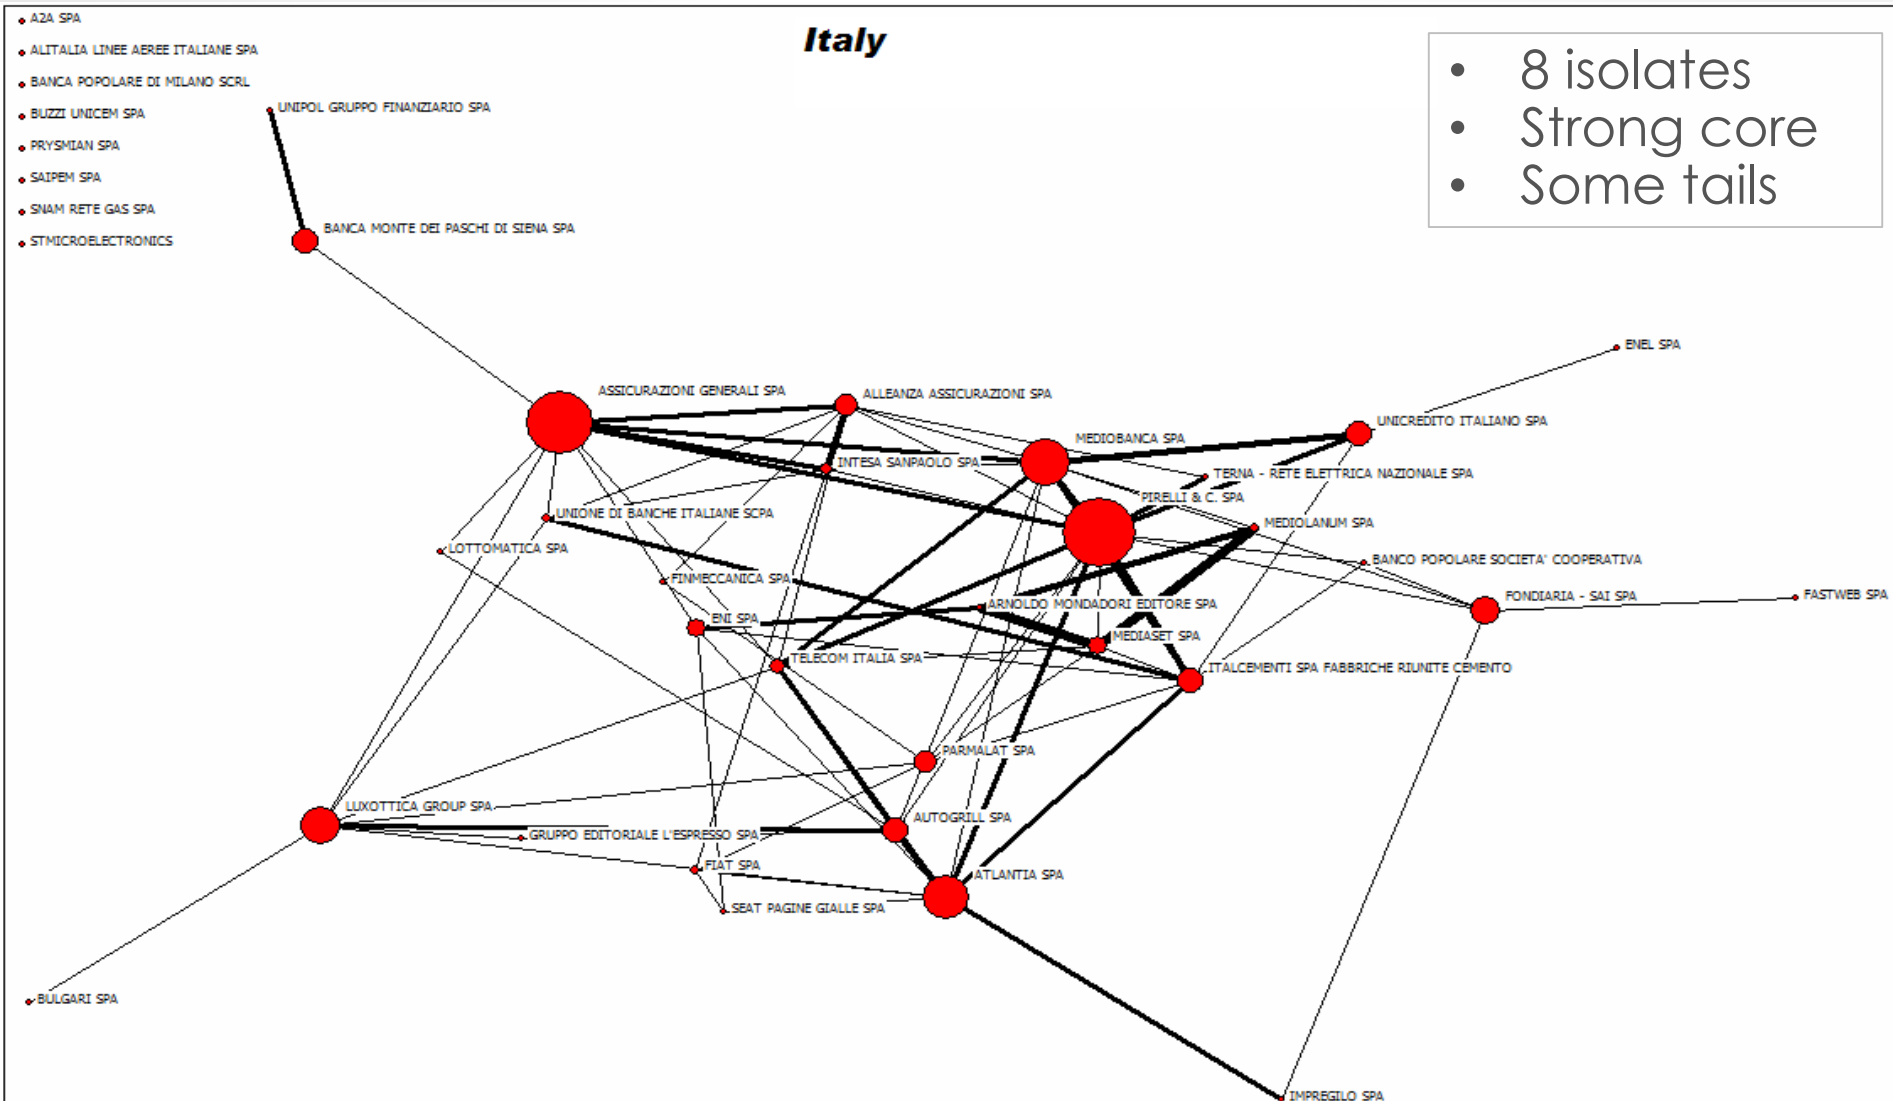 A2A SPA
Italy
ALITALIA LINEE AEREE ITALIANE SPA
BANCA POPOLARE DI MILANO SCRL
BUZZI UNICEM SPA
PRYSMIAN SPA
SAIPEM SPA
SNAM RETE GAS SPA
STMICROELECTRONICS
• 8 isolates
• Strong core
• Some tails
UNIPOL GRUPPO FINANZIARIO SPA
BANCA MONTE DEI PASCHI DI SIENA SPA
ENEL SPA
ASSICURAZIONI GENERALI SPA
ALLEANZA ASSICURAZIONI SPA
UNICREDITO ITALIANO SPA
MEDIOBANCA SPA
INTESA SANPAOLO SPA
TERNA - RETE ELETTRICA NAZIONALE SPA
PIRELLI & C. SPA
UNIONE DI BANCHE ITALIANE SCPA
MEDIOLANUM SPA
LOTTOMATICA SPA
BANCO POPOLARE SOCIETA' COOPERATIVA
FINMECCANICA SPA
FONDIARIA - SAI SPA
FASTWEB SPA
ARNOLDO MONDADORI EDITORE SPA
ENI SPA
MEDIASET SPA
TELECOM ITALIA SPA
ITALCEMENTI SPA FABBRICHE RIUNITE CEMENTO
PARMALAT SPA
LUXOTTICA GROUP SPA
AUTOGRILL SPA
GRUPPO EDITORIALE L'ESPRESSO SPA
FIAT SPA
ATLANTIA SPA
SEAT PAGINE GIALLE SPA
BULGARI SPA
IMPREGILO SPA